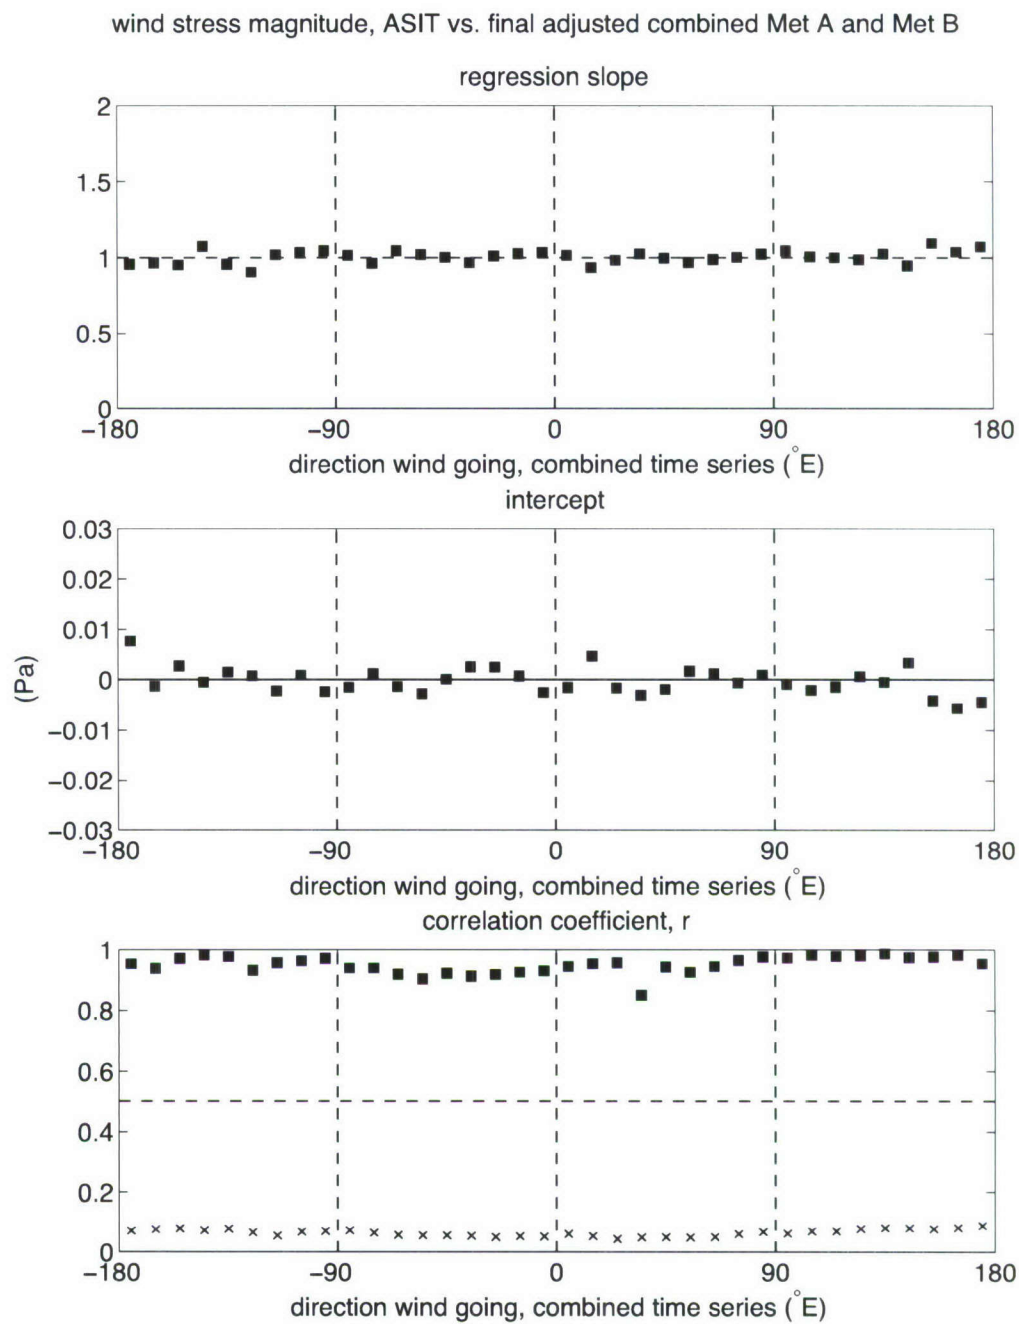 wind stress magnitude, ASIT vs. final adjusted combined Met A and Met B
regression slope
2
1.5
1
0.5
0
−180 −90 0 90 180
direction wind going, combined time series (°E)
intercept
0.03
0.02
0.01
0
−0.01
−0.02
−0.03
(Pa)
−180 −90 0 90 180
direction wind going, combined time series (°E)
correlation coefficient, r
1
0.8
0.6
0.4
0.2
0
−180 −90 0 90 180
direction wind going, combined time series (°E)